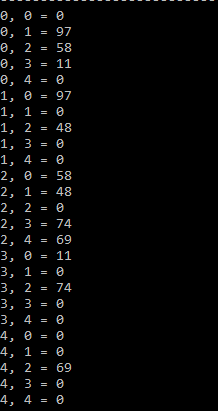 0, 0 = 0
0, 1 = 97
0, 2 = 58
0, 3 = 11
0, 4 = 0
1, 0 = 97
1, 1 = 0
1, 2 = 48
1, 3 = 0
1, 4 = 0
2, 0 = 58
2, 1 = 48
2, 2 = 0
2, 3 = 74
2, 4 = 69
3, 0 = 11
3, 1 = 0
3, 2 = 74
3, 3 = 0
3, 4 = 0
4, 0 = 0
4, 1 = 0
4, 2 = 69
4, 3 = 0
4, 4 = 0